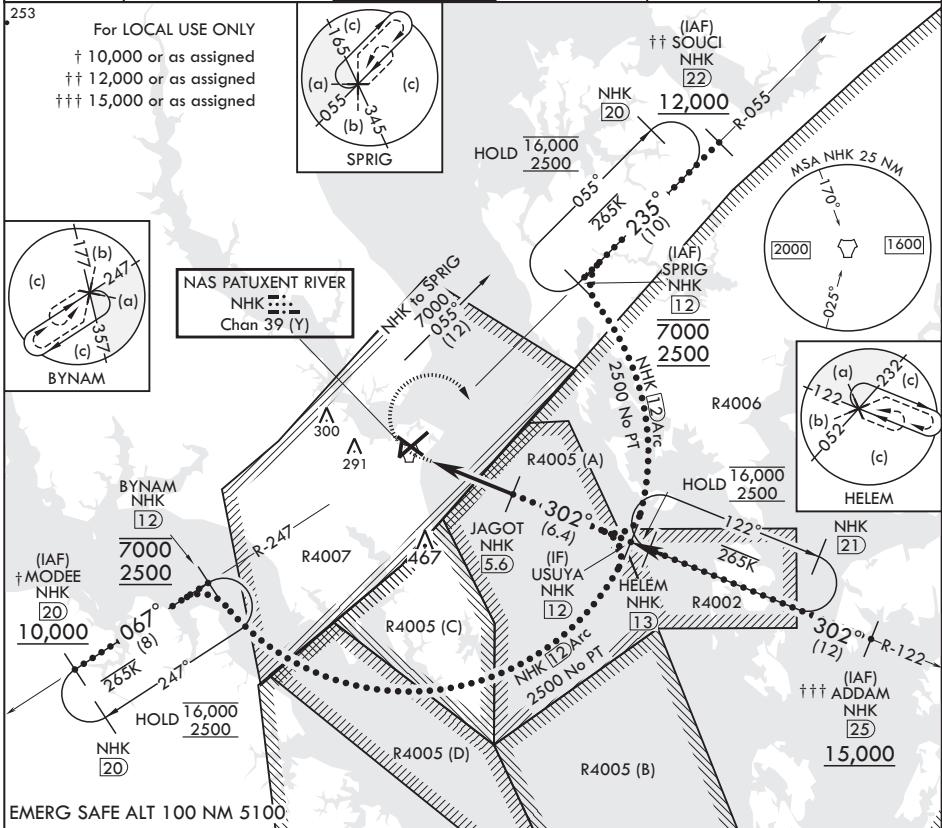 253
For LOCAL USE ONLY
† 10,000 or as assigned
†† 12,000 or as assigned
††† 15,000 or as assigned
(c)
165
(a)
(c)
055
(b)
345
SPRIG
(IAF)
†† SOUCI
NHK
22
12,000
R-055
NHK
20
HOLD 16,000
2500
055°
265K
235°
(10)
MSA NHK 25 NM
170°
2000
1600
025°
(IAF)
SPRIG
NHK
12
7000
2500
177
(b)
247
(c)
(a)
357
(c)
BYNAM
NAS PATUXENT RIVER
NHK
Chan 39 (Y)
NHK to SPRIG
7000
055°
(12)
NHK 12 Arc
2500 No PT
R4006
(a)
232
(c)
122
(b)
052
(c)
HELEM
300
291
R4005 (A)
HOLD 16,000
2500
BYNAM
NHK
12
7000
2500
R-247
R4007
467
JAGOT
NHK
5.6
302°
(6.4)
(IF)
USUYA
NHK
12
HELEM
NHK
13
122°
265K
NHK
21
R4002
302°
(12)
R-122
(IAF)
† MODEE
NHK
20
10,000
067°
(8)
265K
247°
HOLD 16,000
2500
NHK
20
R4005 (C)
NHK 12 Arc
2500 No PT
(IAF)
††† ADDAM
NHK
25
15,000
R4005 (D)
R4005 (B)
EMERG SAFE ALT 100 NM 5100